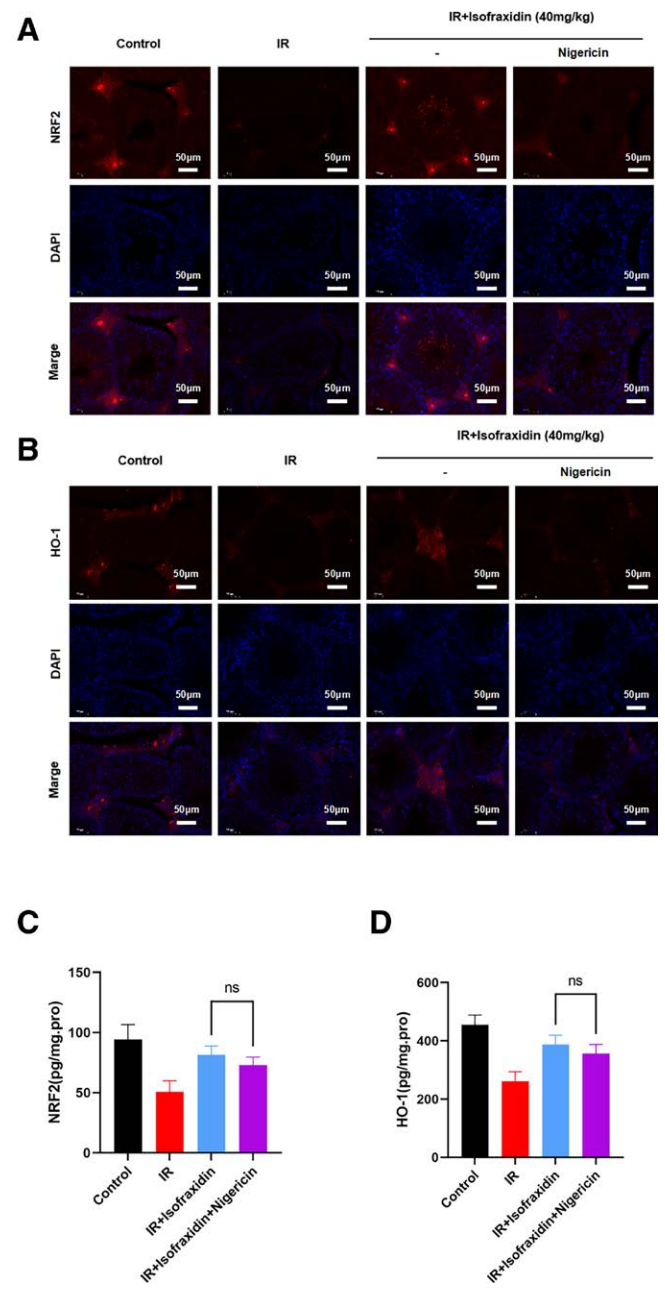 A
IR+Isofraxidin (40mg/kg)
Control IR - Nigericin
NRF2 50μm 50μm 50μm 50μm
DAPI 50μm 50μm 50μm 50μm
Marge 50μm 50μm 50μm 50μm
B
IR+Isofraxidin (40mg/kg)
Control IR - Nigericin
HO-1 50μm 50μm 50μm 50μm
DAPI 50μm 50μm 50μm 50μm
Marge 50μm 50μm 50μm 50μm
C
NRF2(pg/mg.pro)
150
100
50
0
ns
Control
IR
IR+Isofraxidin
IR+Isofraxidin+Nigericin
D
HO-1(pg/mg.pro)
600
400
200
0
ns
Control
IR
IR+Isofraxidin
IR+Isofraxidin+Nigericin